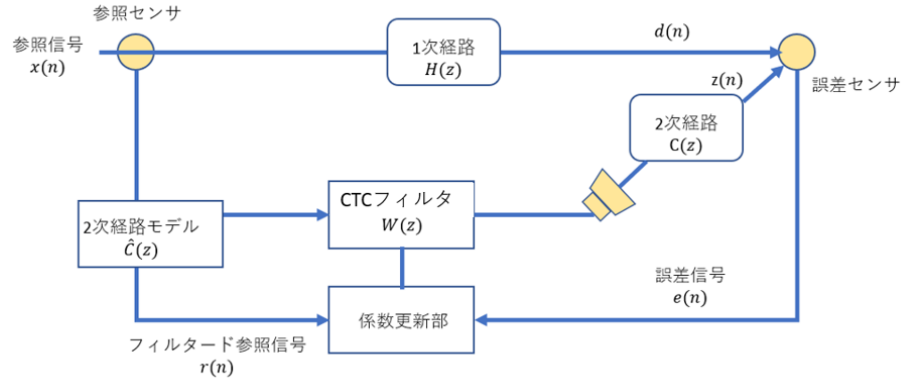 参照センサ
参照信号
x(n)
1次経路
H(z)
d(n)
z(n)
誤差センサ
2次経路
C(z)
CTCフィルタ
W(z)
2次経路モデル
Ĉ(z)
誤差信号
e(n)
係数更新部
フィルタード参照信号
r(n)